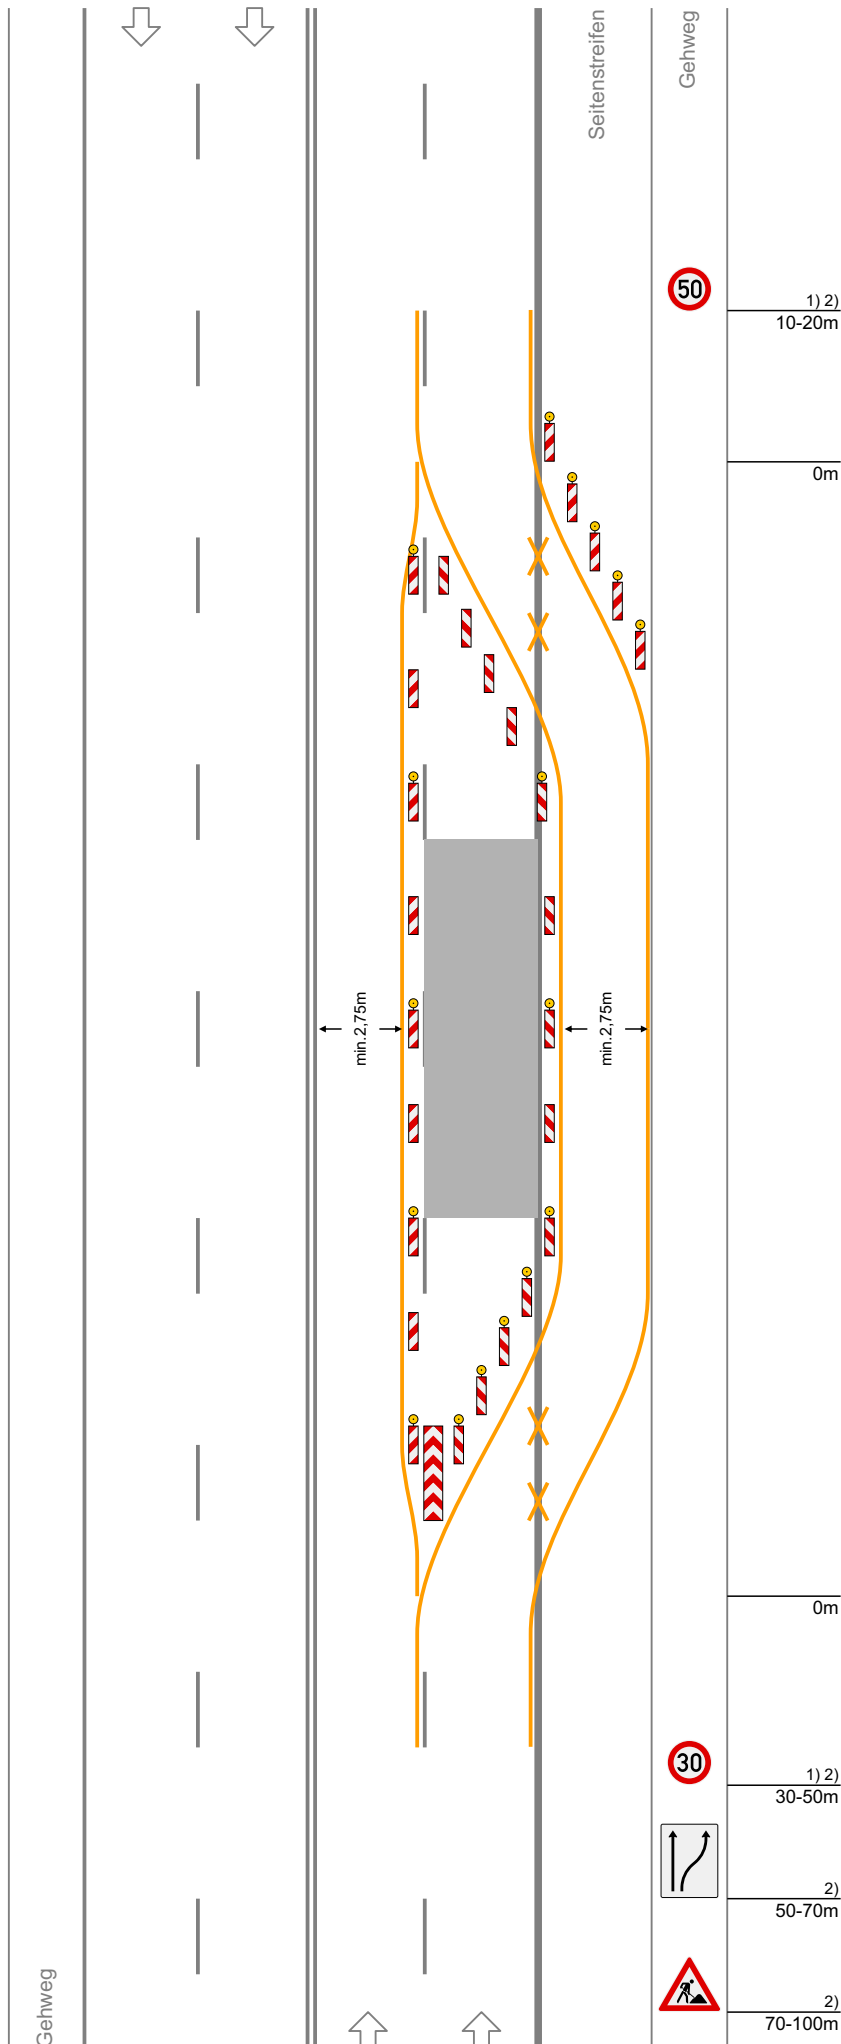 Seitenstreifen
Gehweg
50
1) 2)
10-20m
0m
min.2,75m
min.2,75m
0m
30
1) 2)
30-50m
2)
50-70m
Gehweg
2)
70-100m